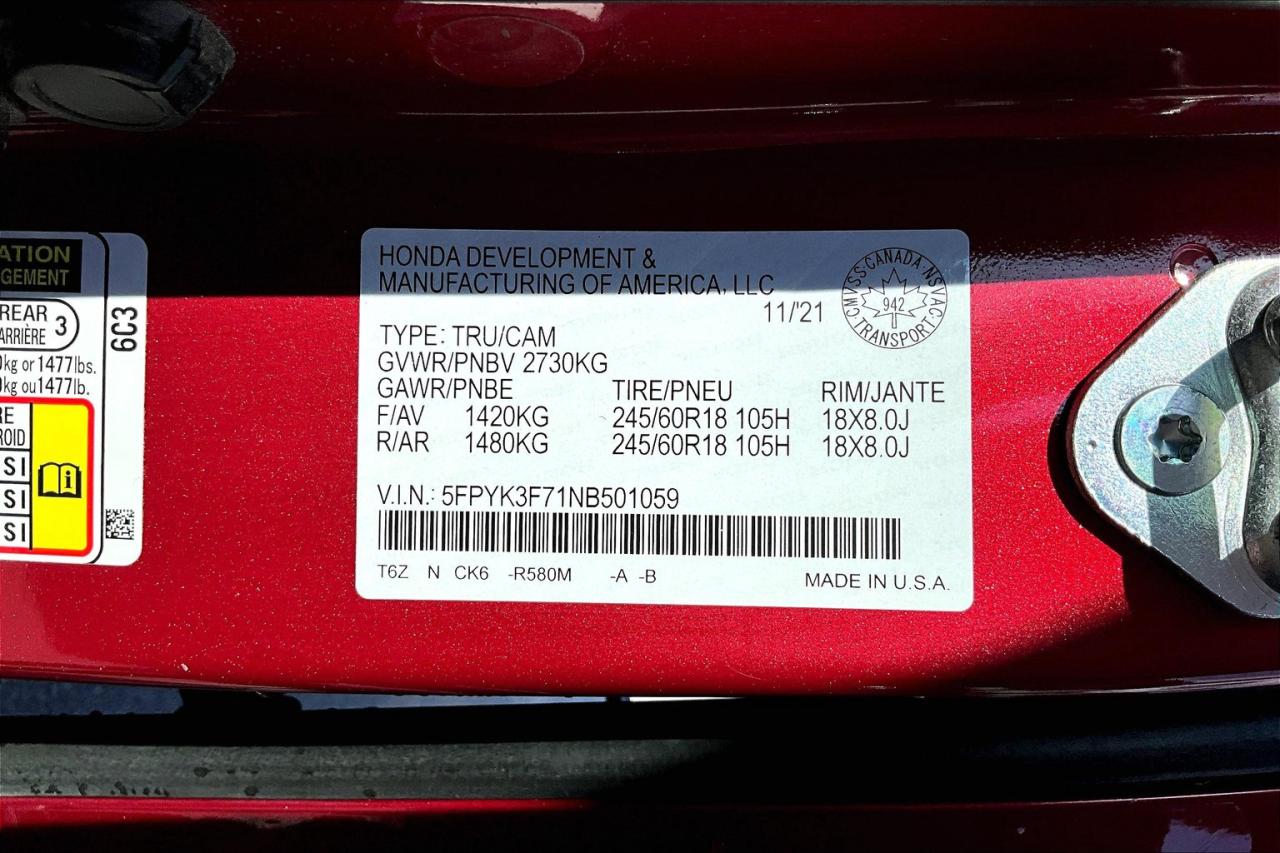 ATION
GEMENT
REAR
ARRIÈRE 3
kg or 1477lbs.
kg ou 1477lb.
RE
ROID
SI
SI
SI
6C3
HONDA DEVELOPMENT &
MANUFACTURING OF AMERICA, LLC
11/'21
CMVSS·CANADA·NSVAC·TRANSPORT
942
TYPE: TRU/CAM
GVWR/PNBV 2730KG
GAWR/PNBE TIRE/PNEU RIM/JANTE
F/AV 1420KG 245/60R18 105H 18X8.0J
R/AR 1480KG 245/60R18 105H 18X8.0J
V.I.N.: 5FPYK3F71NB501059
T6Z N CK6 -R580M -A -B MADE IN U.S.A.